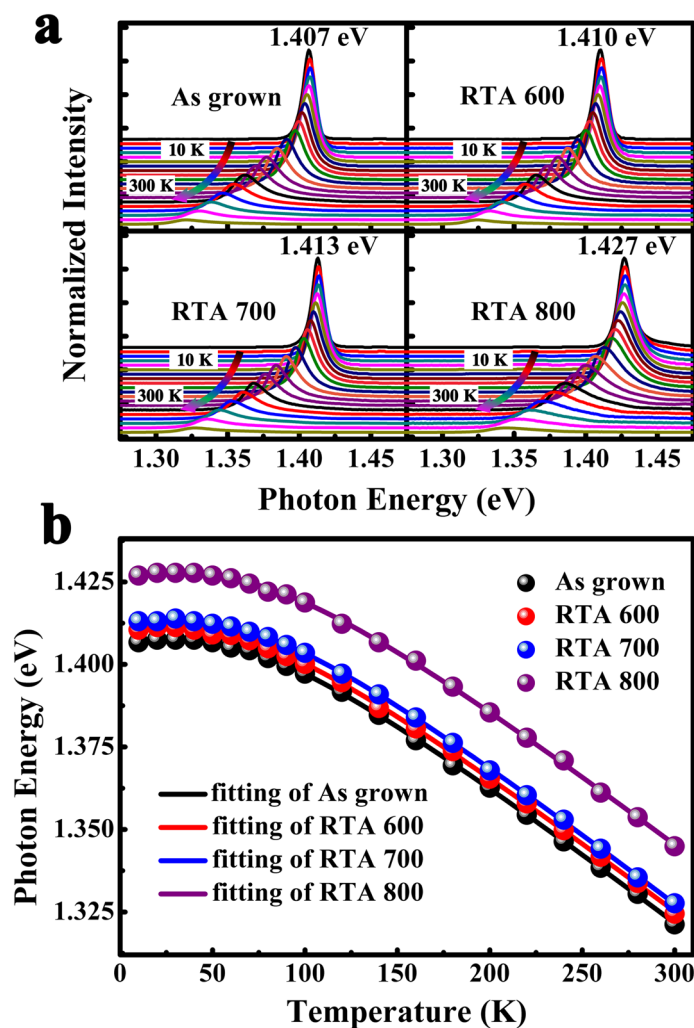 a
1.407 eV
1.410 eV
As grown
RTA 600
10 K
10 K
300 K
300 K
1.413 eV
1.427 eV
RTA 700
RTA 800
10 K
10 K
300 K
300 K
Normalized Intensity
1.30 1.35 1.40 1.45 1.30 1.35 1.40 1.45
Photon Energy (eV)
b
1.425
1.400
1.375
1.350
1.325
Photon Energy (eV)
As grown
RTA 600
RTA 700
RTA 800
fitting of As grown
fitting of RTA 600
fitting of RTA 700
fitting of RTA 800
0 50 100 150 200 250 300
Temperature (K)